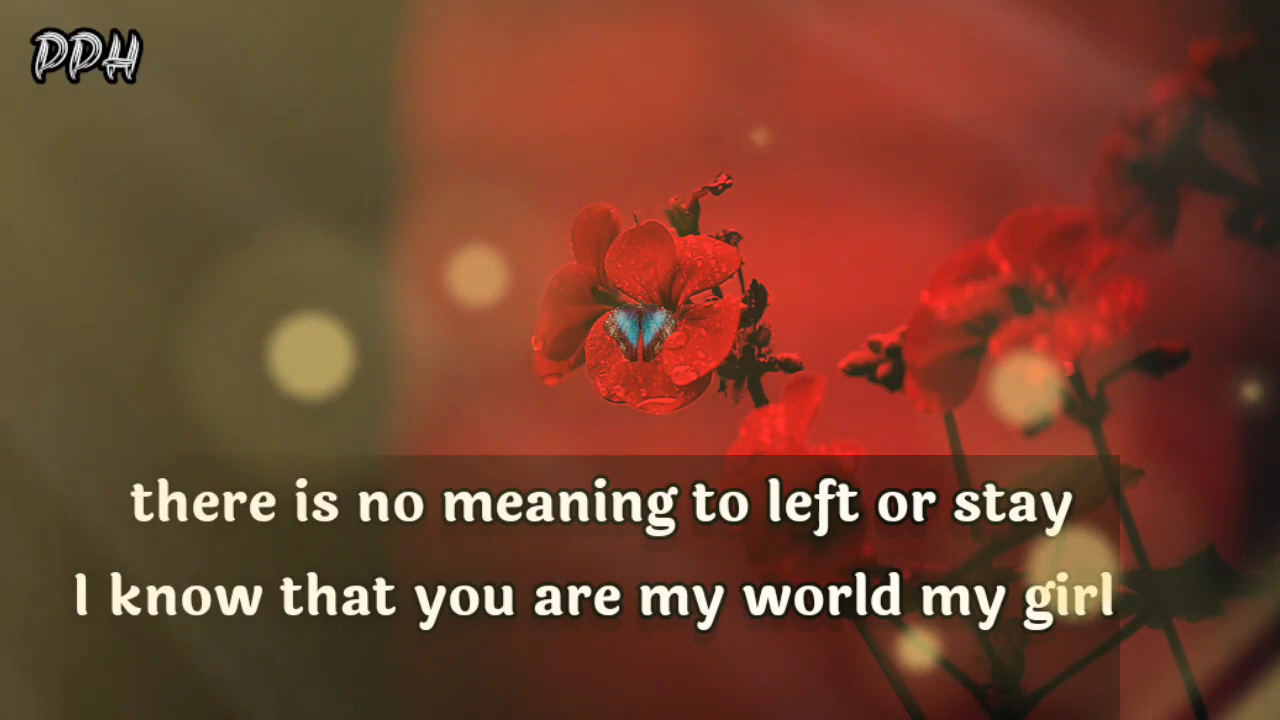 PPH
there is no meaning to left or stay
I know that you are my world my girl